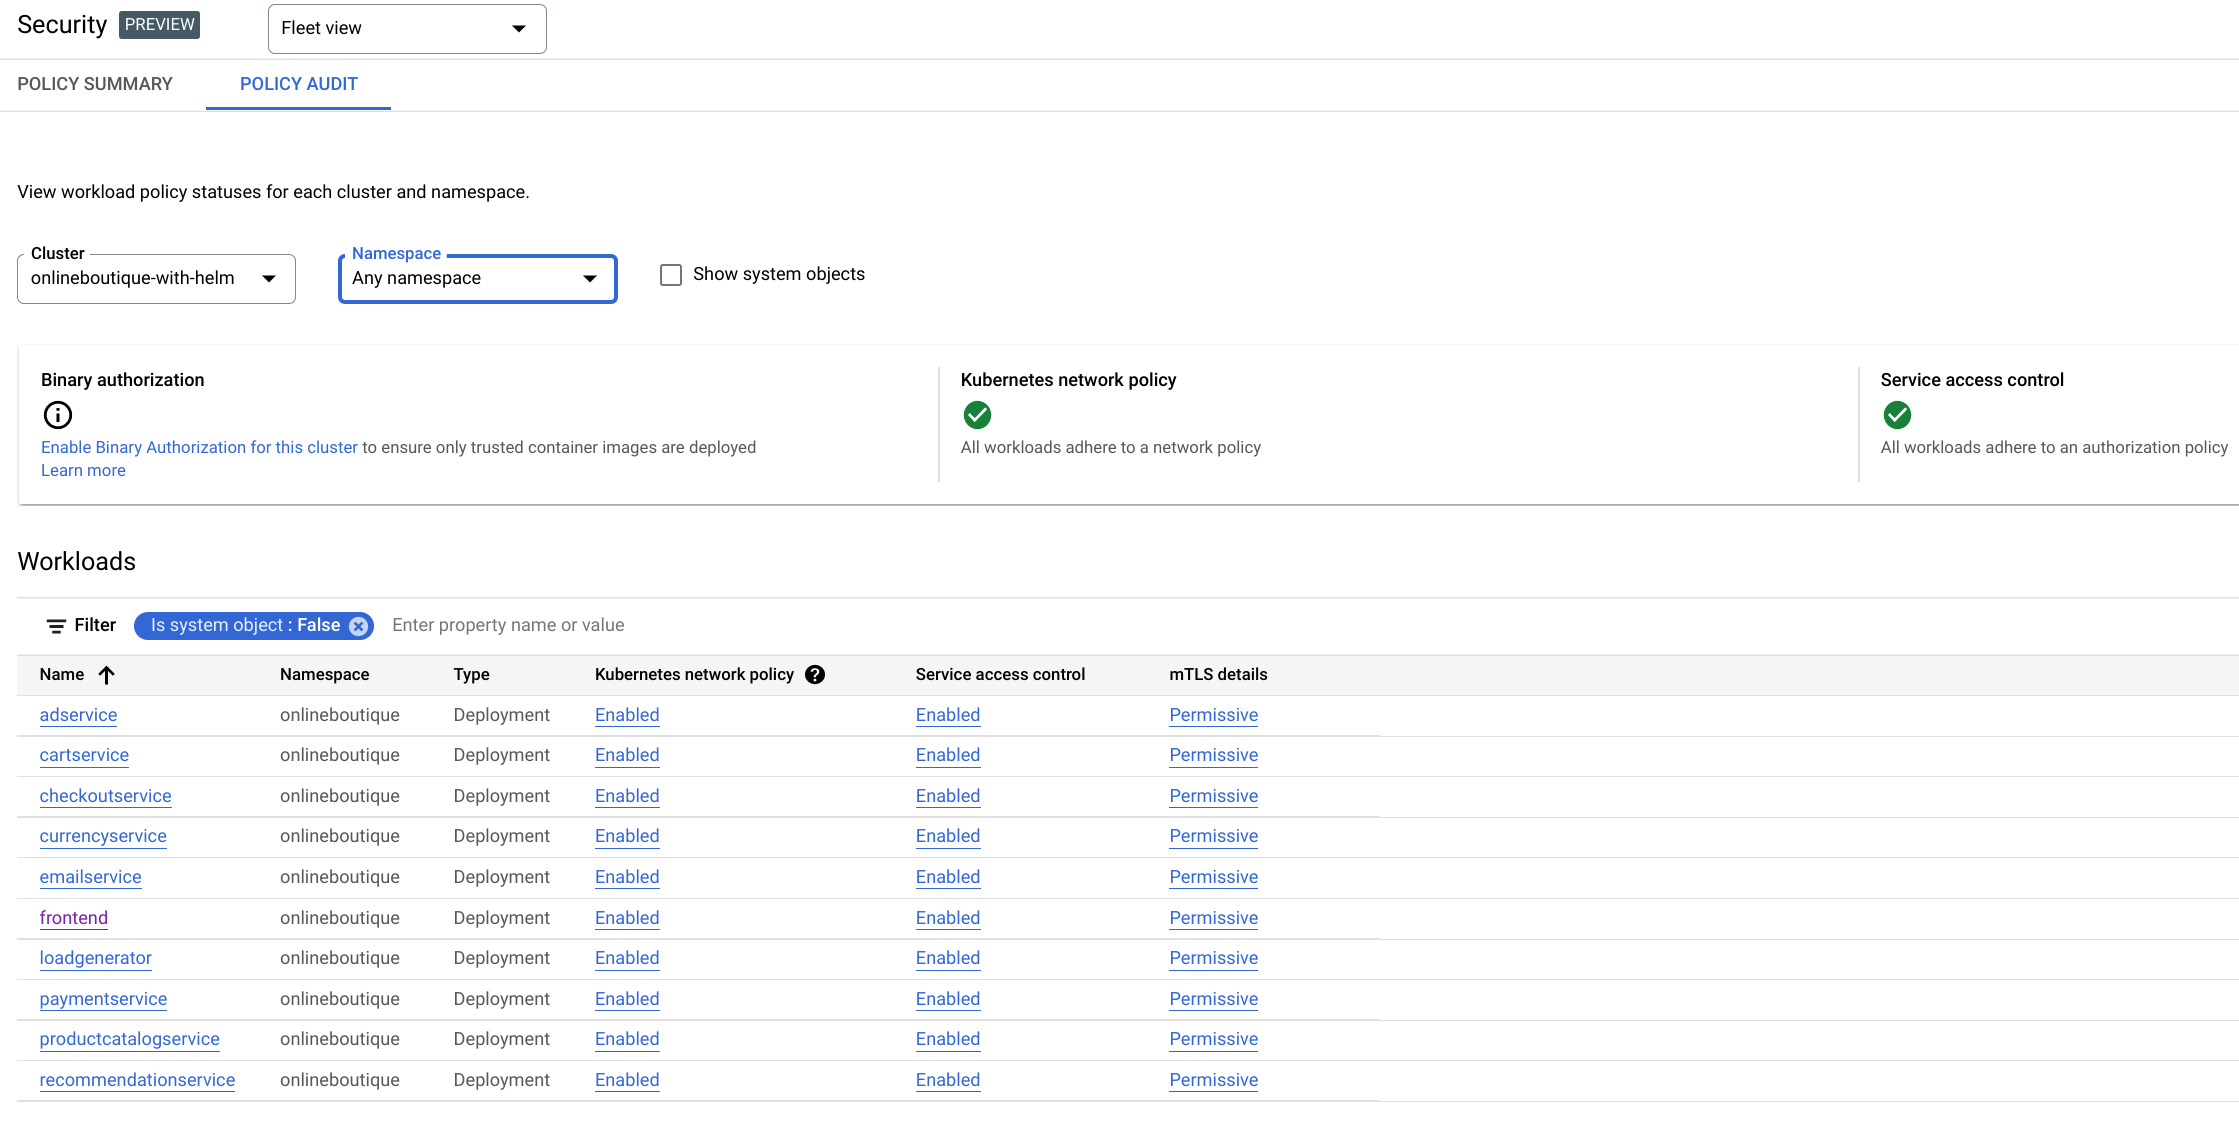 Security PREVIEW Fleet view
POLICY SUMMARY POLICY AUDIT
View workload policy statuses for each cluster and namespace.
Cluster
onlineboutique-with-helm
Namespace
Any namespace
Show system objects
Binary authorization
Enable Binary Authorization for this cluster to ensure only trusted container images are deployed
Learn more
Kubernetes network policy
All workloads adhere to a network policy
Service access control
All workloads adhere to an authorization policy
Workloads
Filter Is system object : False Enter property name or value
Name Namespace Type Kubernetes network policy Service access control mTLS details
adservice onlineboutique Deployment Enabled Enabled Permissive
cartservice onlineboutique Deployment Enabled Enabled Permissive
checkoutservice onlineboutique Deployment Enabled Enabled Permissive
currencyservice onlineboutique Deployment Enabled Enabled Permissive
emailservice onlineboutique Deployment Enabled Enabled Permissive
frontend onlineboutique Deployment Enabled Enabled Permissive
loadgenerator onlineboutique Deployment Enabled Enabled Permissive
paymentservice onlineboutique Deployment Enabled Enabled Permissive
productcatalogservice onlineboutique Deployment Enabled Enabled Permissive
recommendationservice onlineboutique Deployment Enabled Enabled Permissive